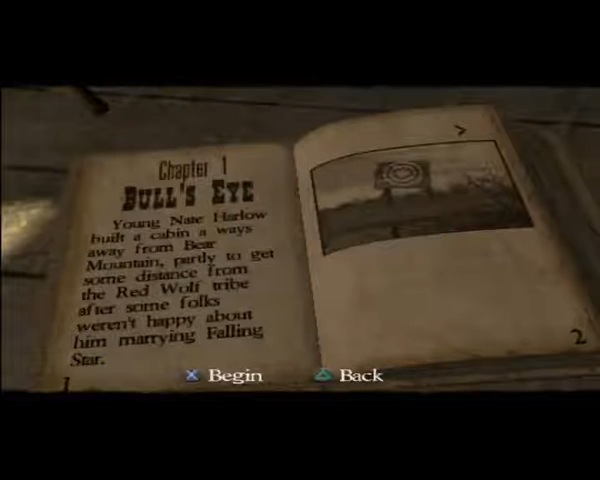 Chapter 1
BULL'S EYE
Young Nate Harlow
built a cabin a ways
away from Bear
Mountain, partly to get
some distance from
the Red Wolf tribe
after some folks
weren't happy about
him marrying Falling
Star.
1
>
2
Begin
Back